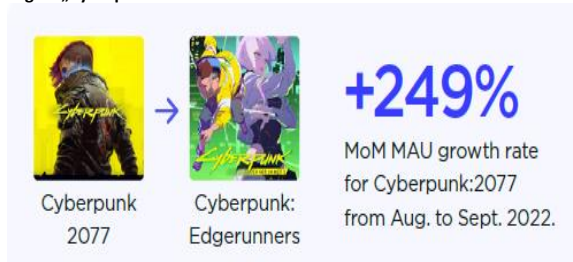 Cyberpunk
Cyberpunk
+249%
MoM MAU growth rate
for Cyberpunk:2077
from Aug. to Sept. 2022.
Cyberpunk
2077
Cyberpunk:
Edgerunners